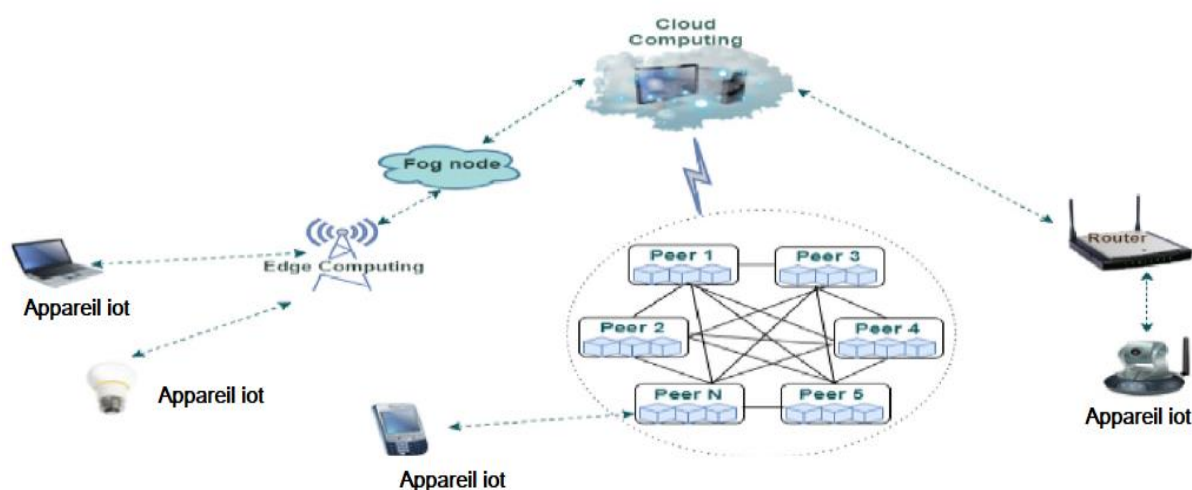 Cloud
Computing
Fog node
Router
Edge Computing
Peer 1
Peer 3
Appareil iot
Peer 2
Peer 4
Appareil iot
Peer N
Peer 5
Appareil iot
Appareil iot